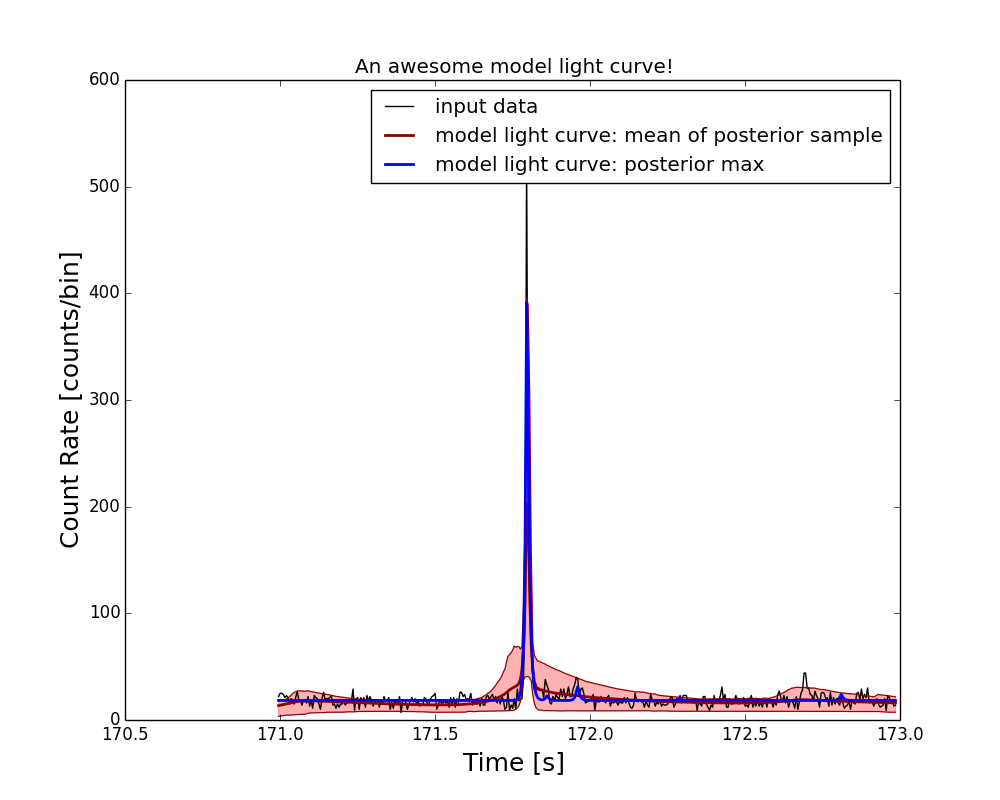 An awesome model light curve!
600
500
400
300
200
100
0
input data
model light curve: mean of posterior sample
model light curve: posterior max
Count Rate [counts/bin]
170.5 171.0 171.5 172.0 172.5 173.0
Time [s]